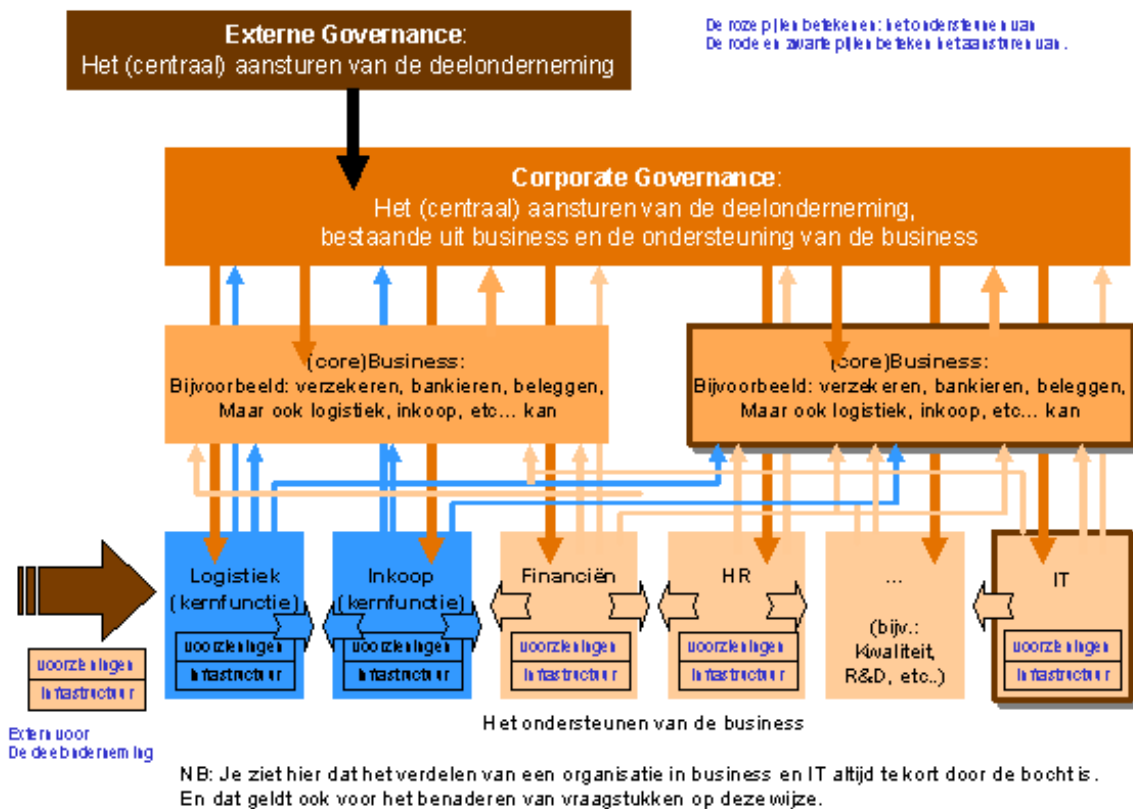 Externe Governance:
Het (centraal) aansturen van de deelonderneming
De roze pijlen betekenen: het ondersteunen van
De rode en zwarte pijlen beteken het aansturen van.
Corporate Governance:
Het (centraal) aansturen van de deelonderneming,
bestaande uit business en de ondersteuning van de business
(core)Business:
Bijvoorbeeld: verzekeren, bankieren, beleggen,
Maar ook logistiek, inkoop, etc... kan
(core)Business:
Bijvoorbeeld: verzekeren, bankieren, beleggen,
Maar ook logistiek, inkoop, etc... kan
Logistiek
(kernfunctie)
voorzieningen
Infrastructuur
Inkoop
(kernfunctie)
voorzieningen
Infrastructuur
Financiën
voorzieningen
Infrastructuur
HR
voorzieningen
Infrastructuur
...
(bijv.:
Kwaliteit,
R&D, etc..)
IT
voorzieningen
Infrastructuur
voorzieningen
Infrastructuur
Extern voor
De deelonderneming
Het ondersteunen van de business
NB: Je ziet hier dat het verdelen van een organisatie in business en IT altijd te kort door de bocht is.
En dat geldt ook voor het benaderen van vraagstukken op deze wijze.